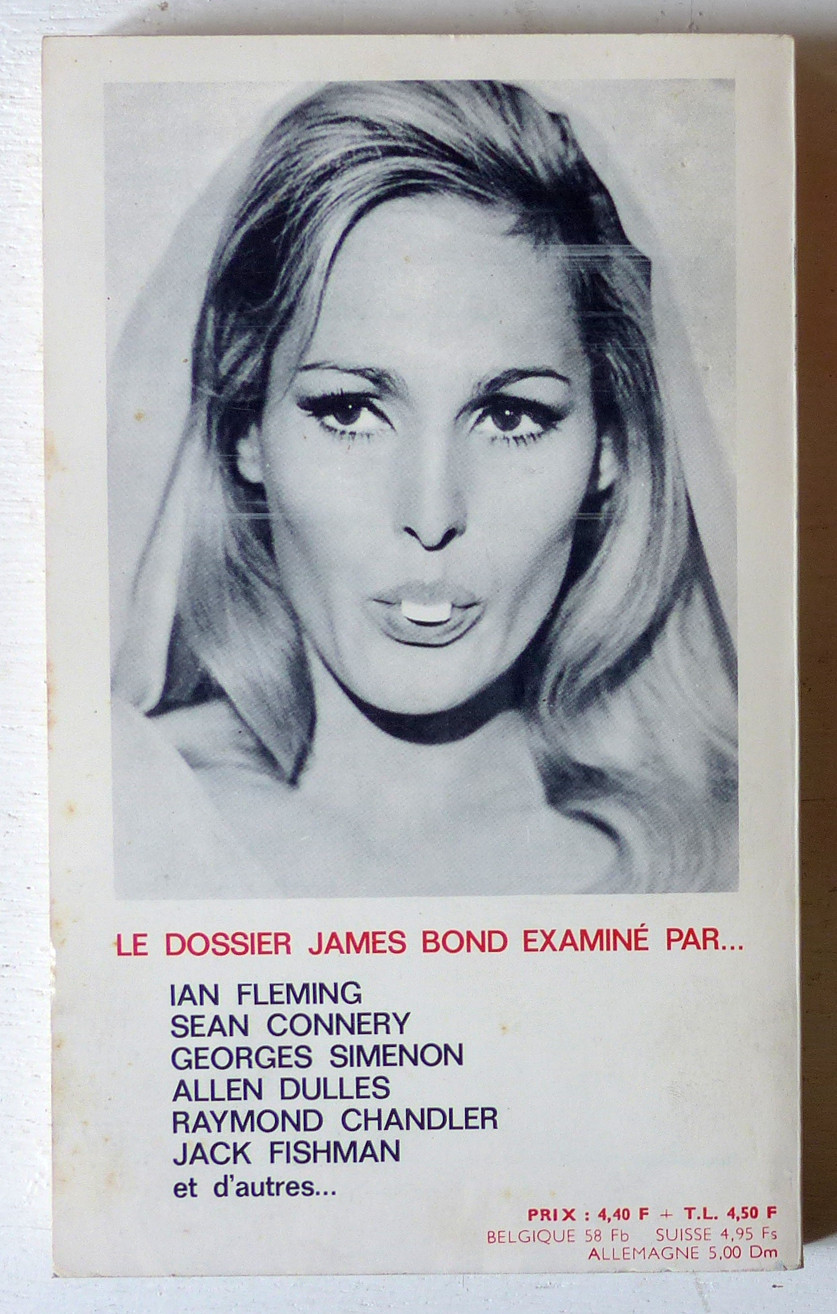 LE DOSSIER JAMES BOND EXAMINÉ PAR...
IAN FLEMING
SEAN CONNERY
GEORGES SIMENON
ALLEN DULLES
RAYMOND CHANDLER
JACK FISHMAN
et d'autres...
PRIX : 4,40 F + T.L. 4,50 F
BELGIQUE 58 Fb SUISSE 4,95 Fs
ALLEMAGNE 5,00 Dm